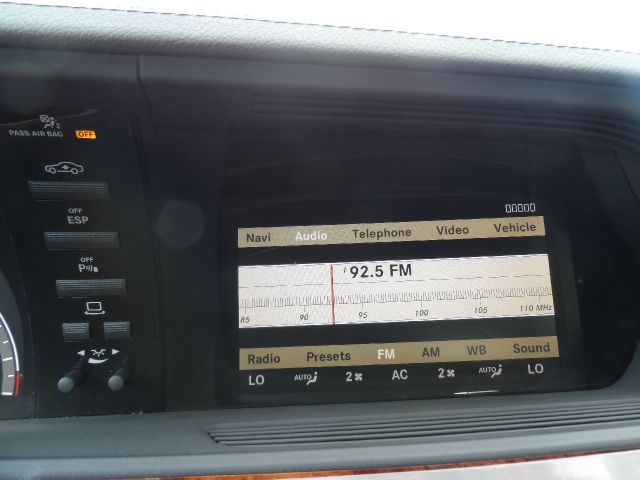 2
PASS AIR BAG OFF
OFF
ESP
OFF
P
Navi Audio Telephone Video Vehicle
92.5 FM
85 90 95 100 105 110 MHz
Radio Presets FM AM WB Sound
LO AUTO 2 AC 2 AUTO LO